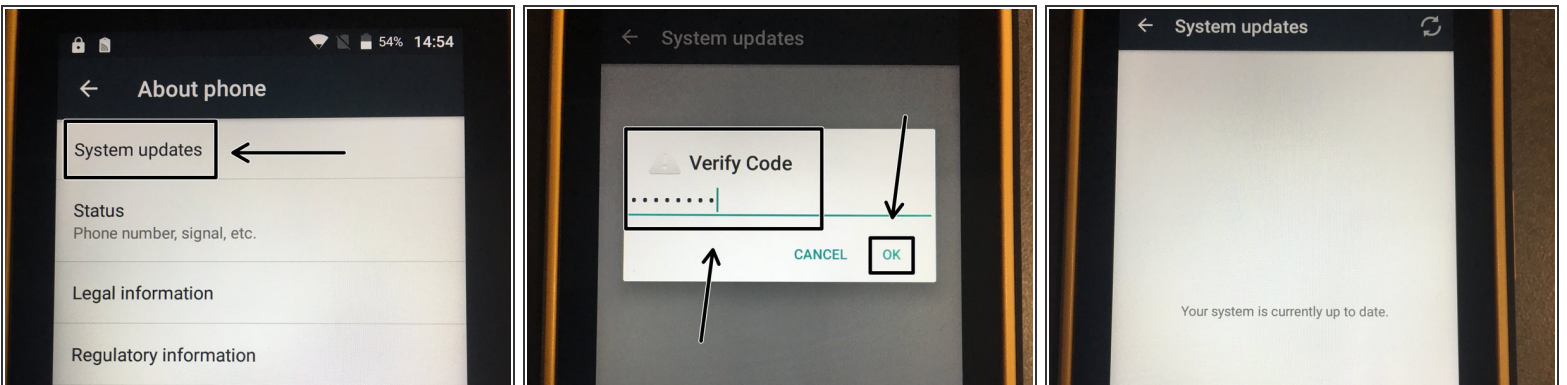 54% 14:54
About phone
System updates
Status
Phone number, signal, etc.
Legal information
Regulatory information
System updates
Verify Code
••••••••
CANCEL OK
System updates
Your system is currently up to date.